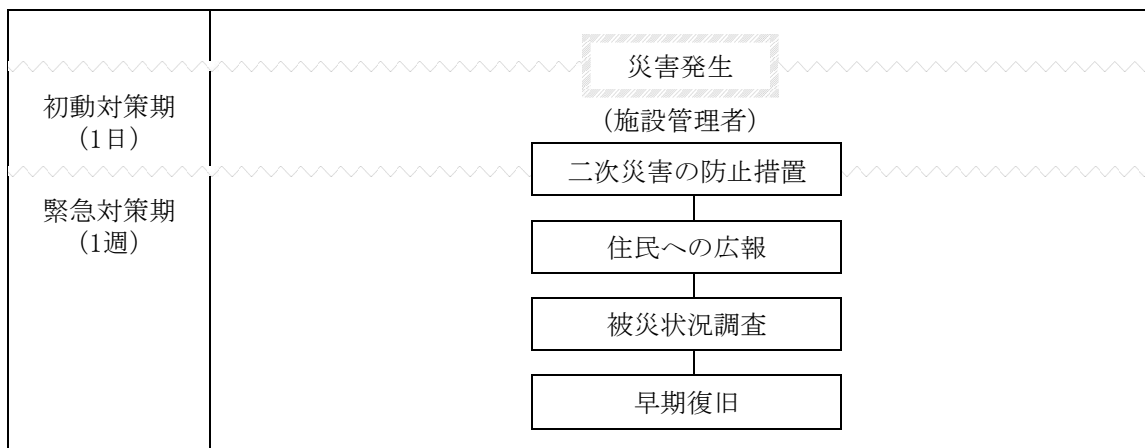 災害発生
初動対策期
（1日）
（施設管理者）
二次災害の防止措置
緊急対策期
（1週）
住民への広報
被災状況調査
早期復旧